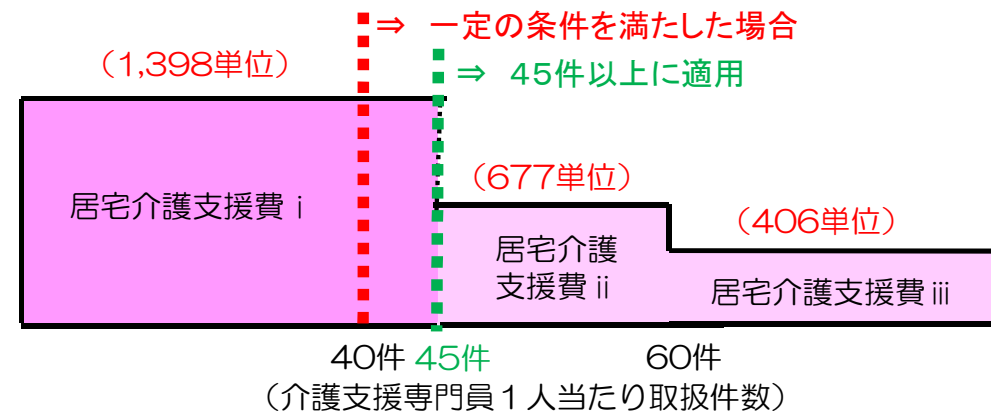 ⇒ 一定の条件を満たした場合
（1,398単位）
⇒ 45件以上に適用
（677単位）
居宅介護支援費ⅰ
（406単位）
居宅介護
支援費ⅱ
居宅介護支援費ⅲ
40件 45件 60件
（介護支援専門員１人当たり取扱件数）